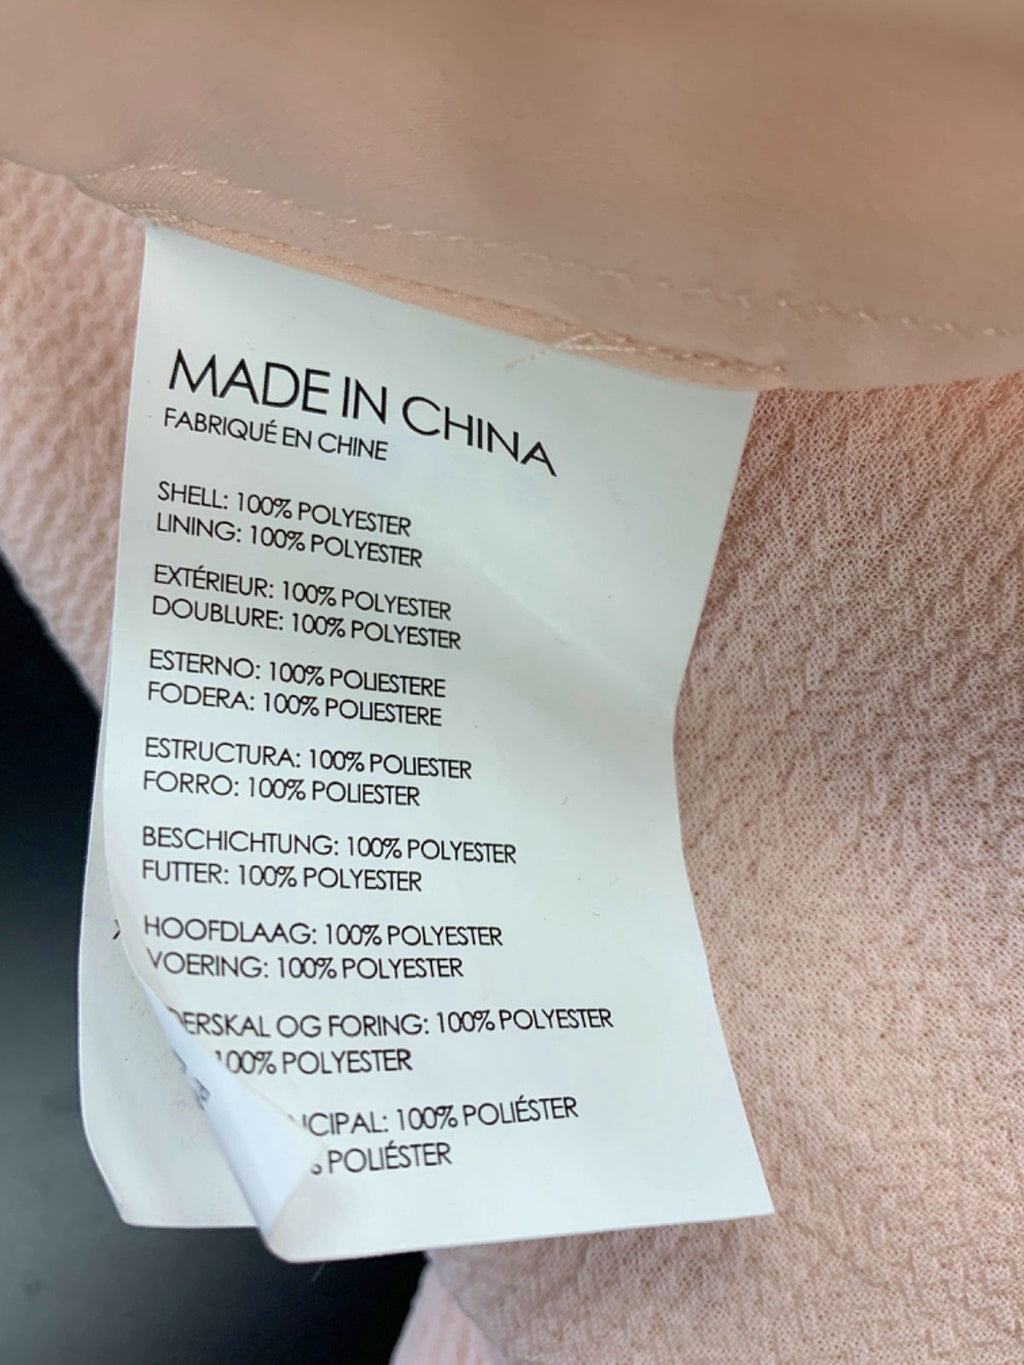 MADE IN CHINA
FABRIQUÉ EN CHINE
SHELL: 100% POLYESTER
LINING: 100% POLYESTER
EXTÉRIEUR: 100% POLYESTER
DOUBLURE: 100% POLYESTER
ESTERNO: 100% POLIESTERE
FODERA: 100% POLIESTERE
ESTRUCTURA: 100% POLIESTER
FORRO: 100% POLIESTER
BESCHICHTUNG: 100% POLYESTER
FUTTER: 100% POLYESTER
HOOFDLAAG: 100% POLYESTER
VOERING: 100% POLYESTER
OG FORING: 100% POLYESTER
100% POLYESTER
100% POLIÉSTER
POLIÉSTER